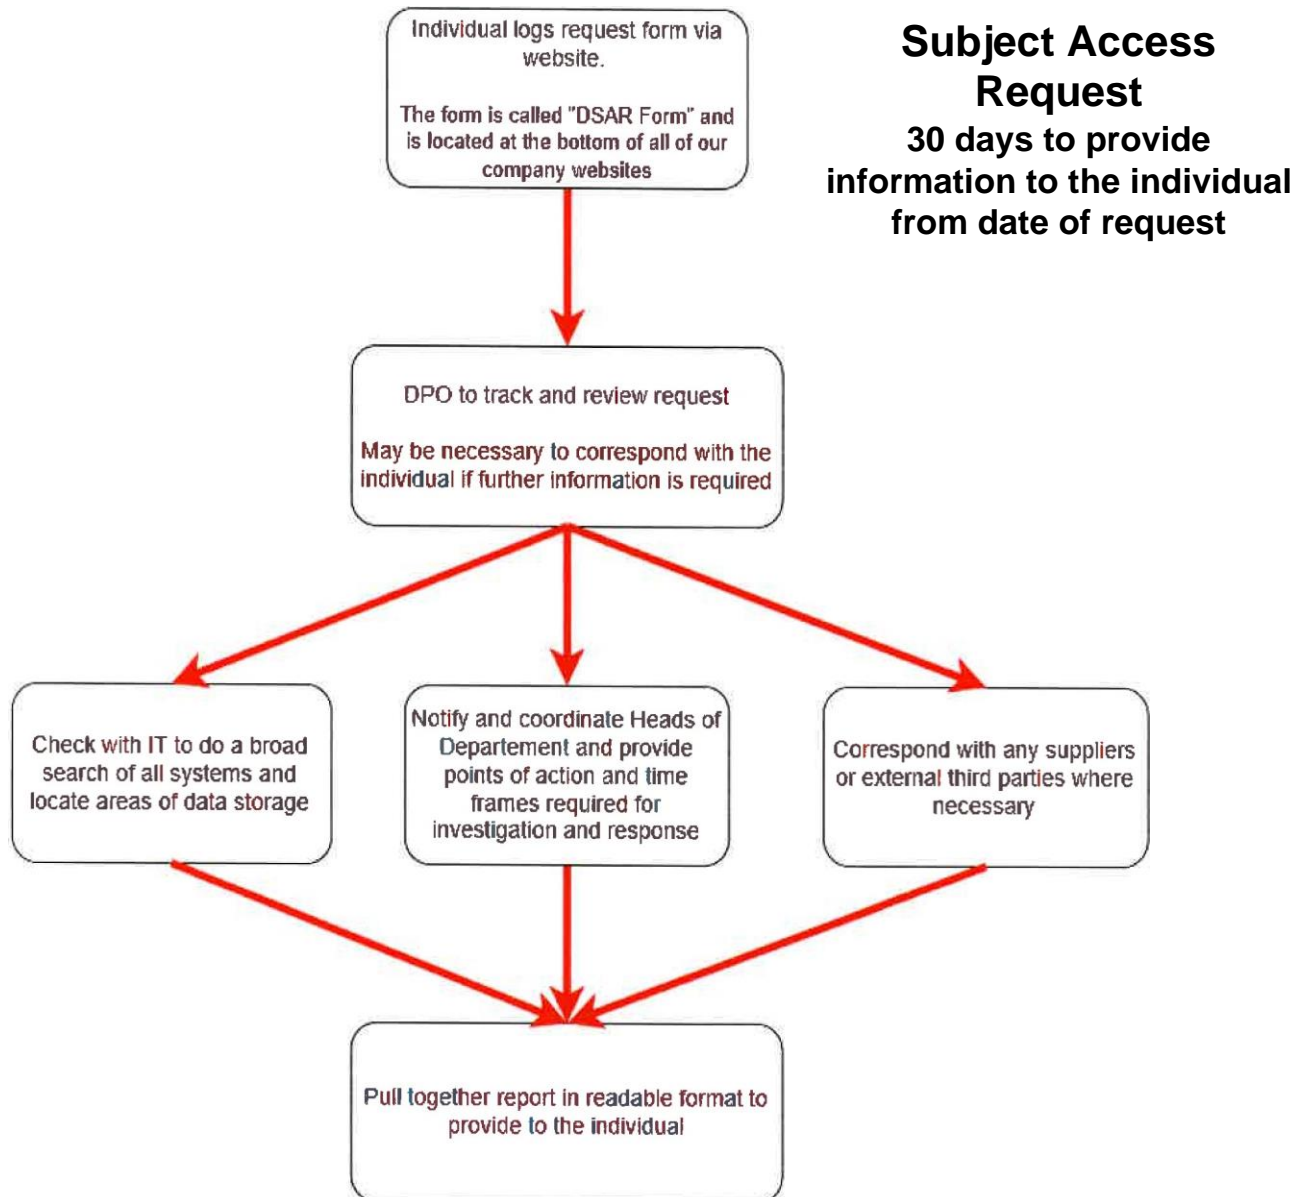 Individual logs request form via
website.
The form is called "DSAR Form" and
is located at the bottom of all of our
company websites
Subject Access
Request
30 days to provide
information to the individual
from date of request
DPO to track and review request
May be necessary to correspond with the
individual if further information is required
Check with IT to do a broad
search of all systems and
locate areas of data storage
Notify and coordinate Heads of
Departement and provide
points of action and time
frames required for
investigation and response
Correspond with any suppliers
or external third parties where
necessary
Pull together report in readable format to
provide to the individual